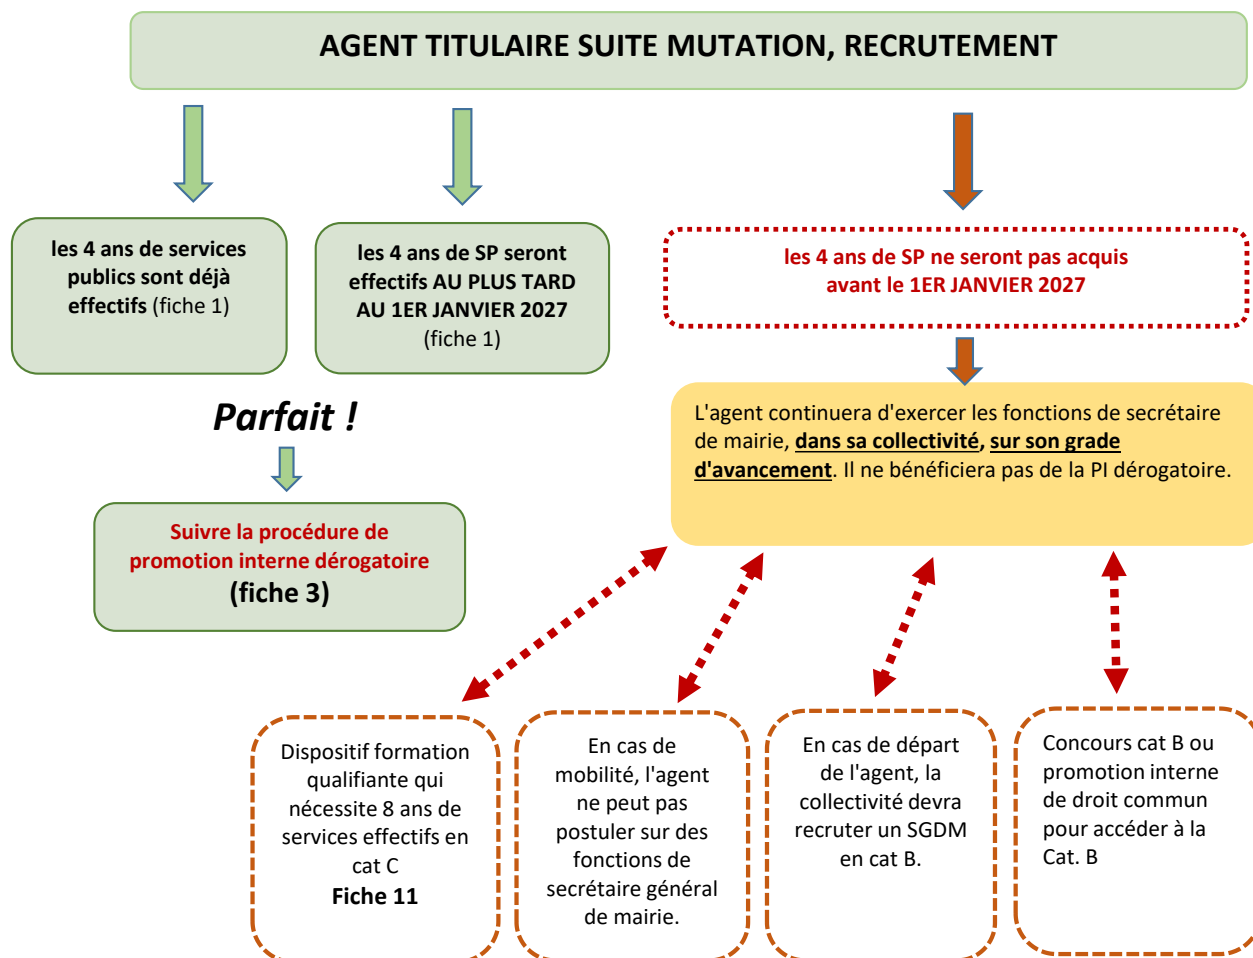 AGENT TITULAIRE SUITE MUTATION, RECRUTEMENT
les 4 ans de services
publics sont déjà
effectifs (fiche 1)
les 4 ans de SP seront
effectifs AU PLUS TARD
AU 1ER JANVIER 2027
(fiche 1)
les 4 ans de SP ne seront pas acquis
avant le 1ER JANVIER 2027
Parfait !
L'agent continuera d'exercer les fonctions de secrétaire
de mairie, dans sa collectivité, sur son grade
d'avancement. Il ne bénéficiera pas de la PI dérogatoire.
Suivre la procédure de
promotion interne dérogatoire
(fiche 3)
Dispositif formation
qualifiante qui
nécessite 8 ans de
services effectifs en
cat C
Fiche 11
En cas de
mobilité, l'agent
ne peut pas
postuler sur des
fonctions de
secrétaire général
de mairie.
En cas de départ
de l'agent, la
collectivité devra
recruter un SGDM
en cat B.
Concours cat B ou
promotion interne
de droit commun
pour accéder à la
Cat. B